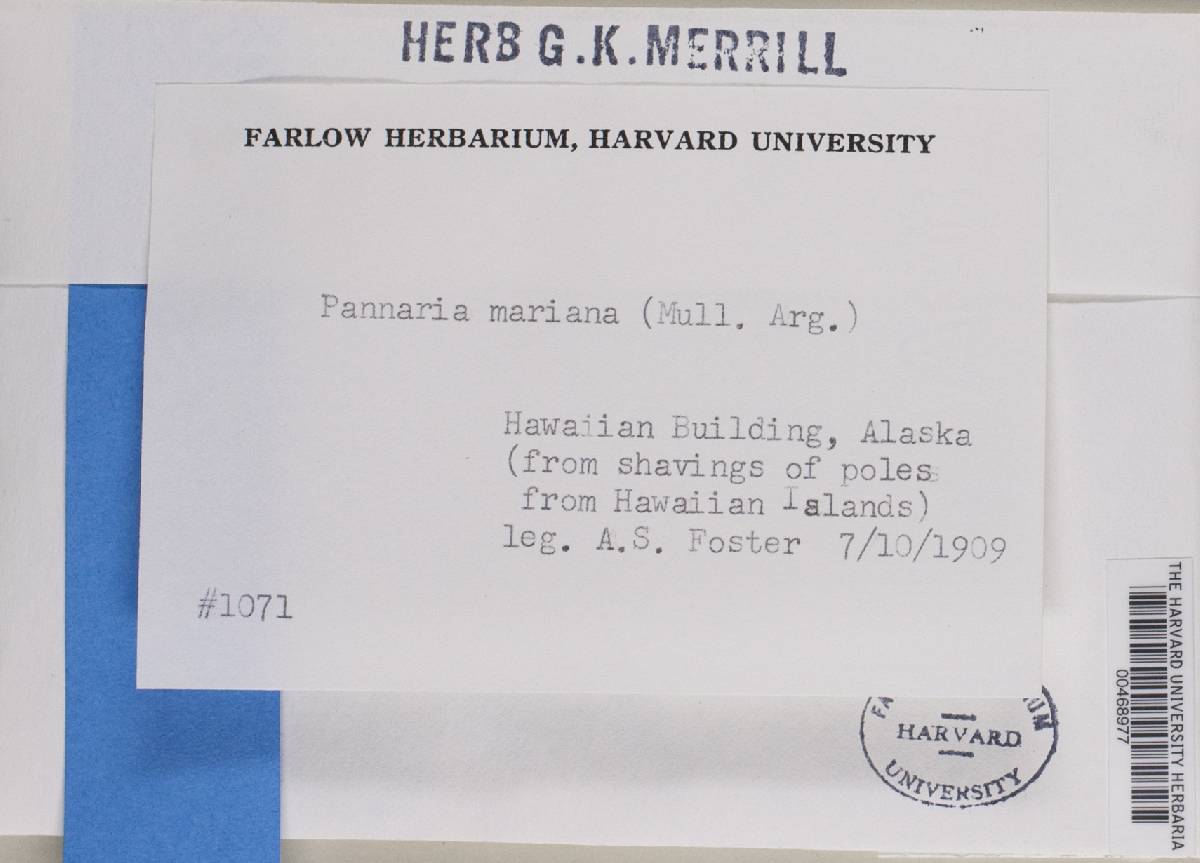 HERB G.K.MERRILL
FARLOW HERBARIUM, HARVARD UNIVERSITY
Pannaria mariana (Mull. Arg.)
Hawaiian Building, Alaska
(from shavings of poles
from Hawaiian Ialands)
leg. A.S. Foster 7/10/1909
#1071
HARVARD
UNIVERSITY
THE HARVARD UNIVERSITY HERBARIA
00468977